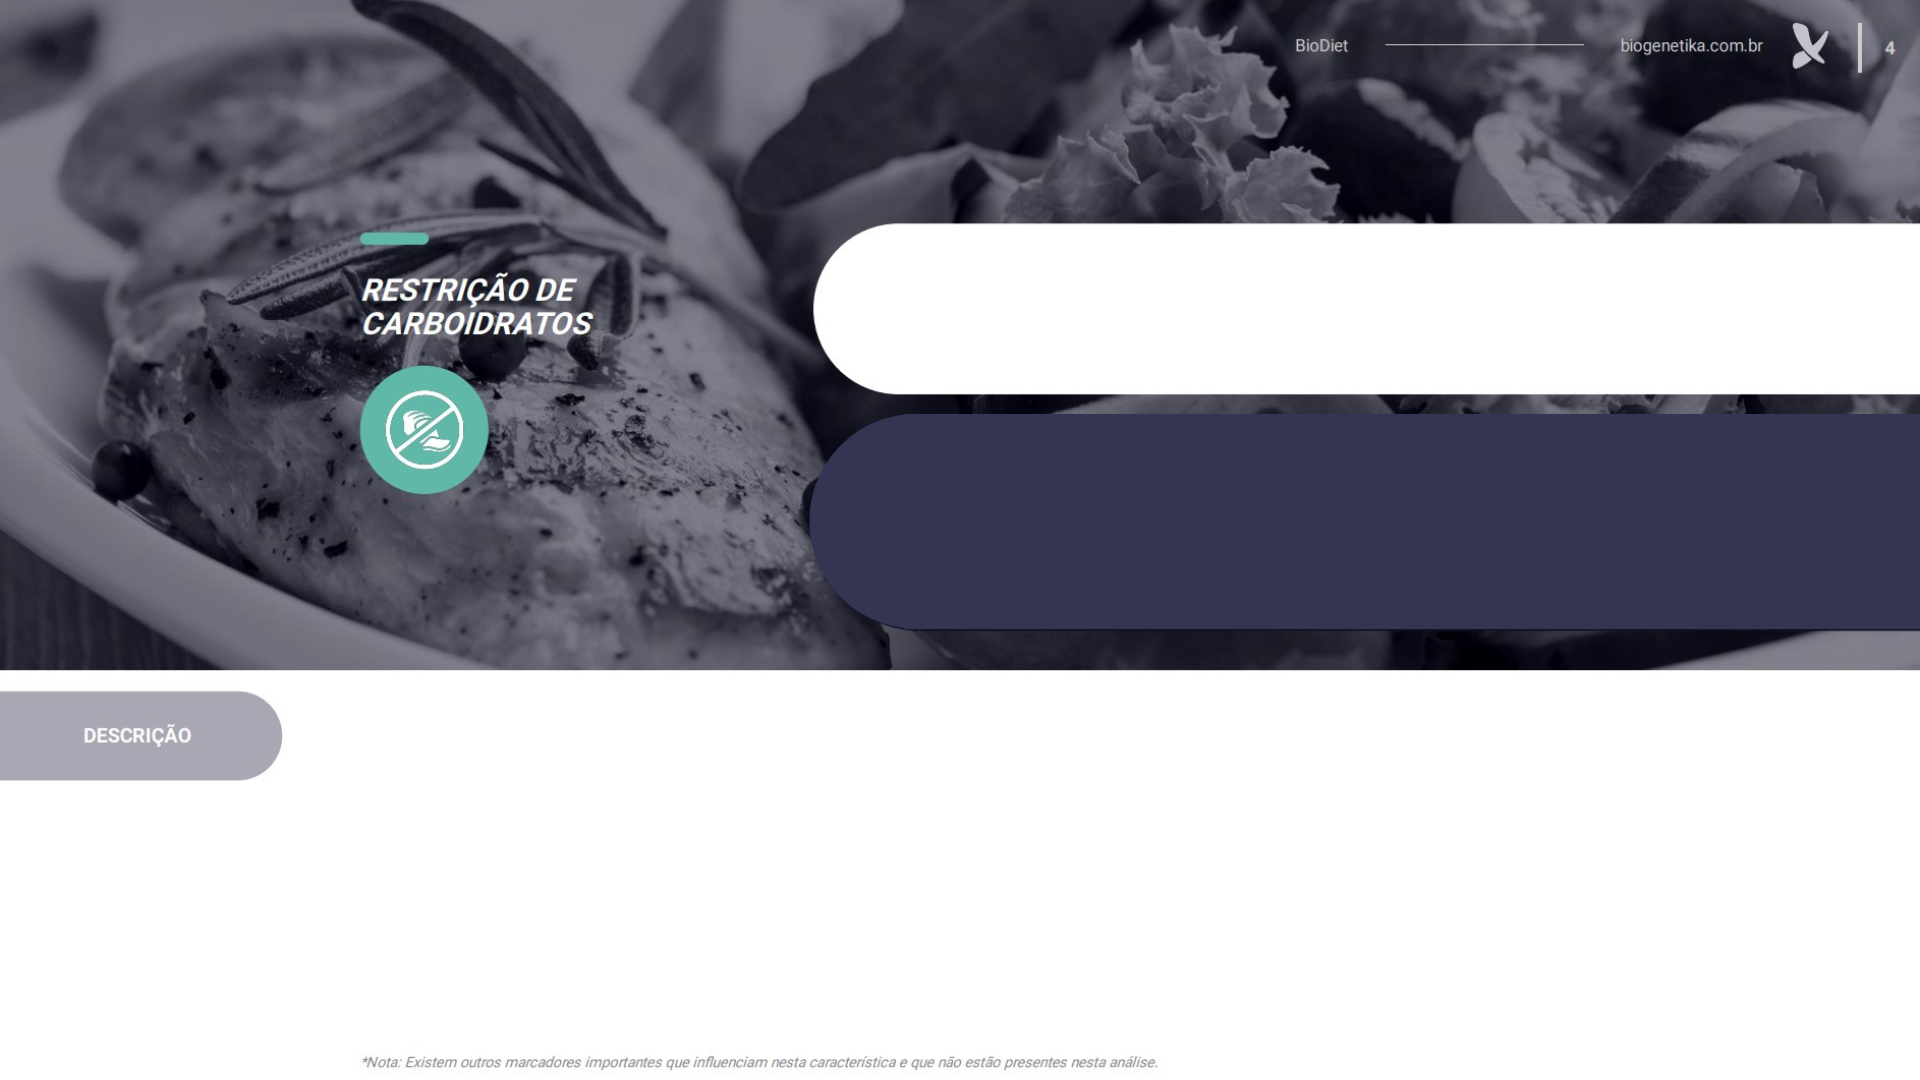 BioDiet
biogenetika.com.br
4
RESTRIÇÃO DE
CARBOIDRATOS
DESCRIÇÃO
*Nota: Existem outros marcadores importantes que influenciam nesta característica e que não estão presentes nesta análise.